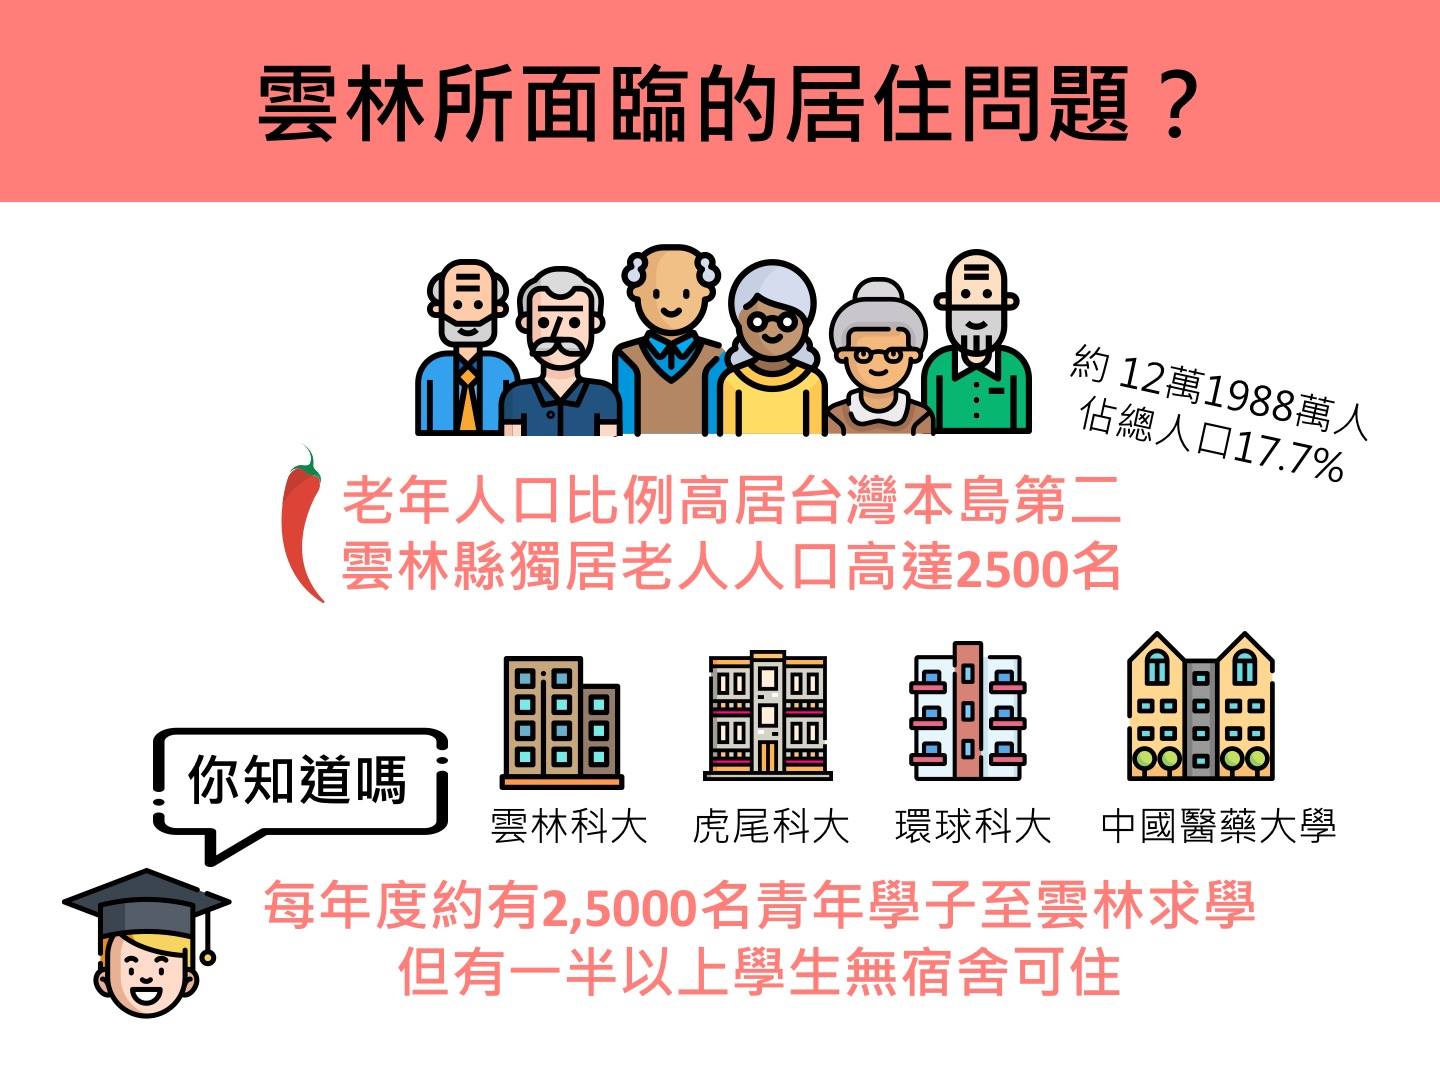 雲林所面臨的居住問題？
約 12萬1988萬人
佔總人口17.7%
老年人口比例高居台灣本島第二
雲林縣獨居老人人口高達2500名
你知道嗎
雲林科大
虎尾科大
環球科大
中國醫藥大學
每年度約有2,5000名青年學子至雲林求學
但有一半以上學生無宿舍可住